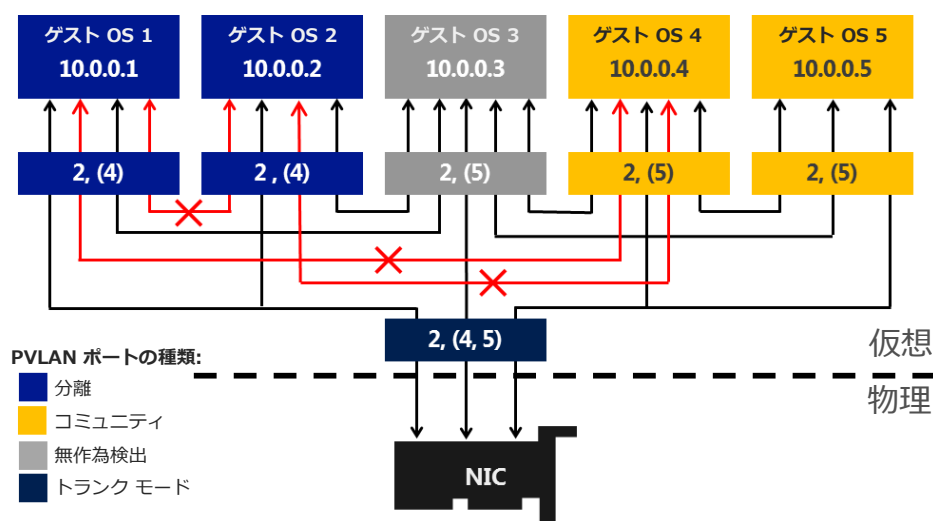 ゲスト OS 1
10.0.0.1
ゲスト OS 2
10.0.0.2
ゲスト OS 3
10.0.0.3
ゲスト OS 4
10.0.0.4
ゲスト OS 5
10.0.0.5
2, (4)
2 , (4)
2, (5)
2, (5)
2, (5)
2, (4, 5)
仮想
物理
PVLAN ポートの種類:
分離
コミュニティ
無作為検出
トランク モード
NIC